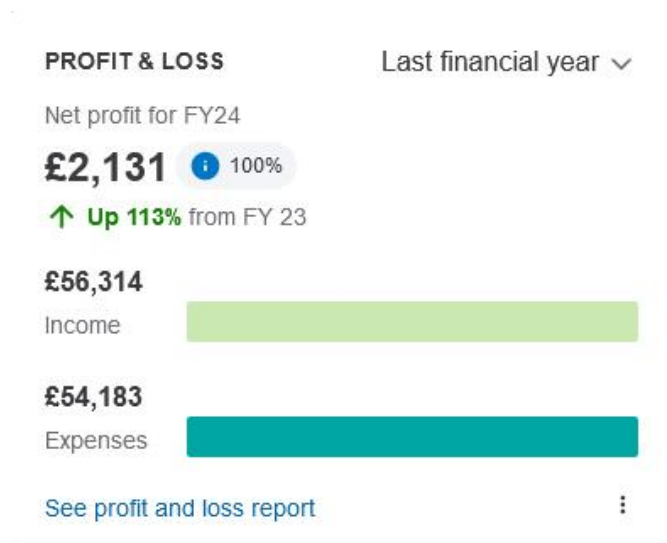 PROFIT & LOSS
Last financial year
Net profit for FY24
£2,131
100%
Up 113% from FY 23
£56,314
Income
£54,183
Expenses
See profit and loss report